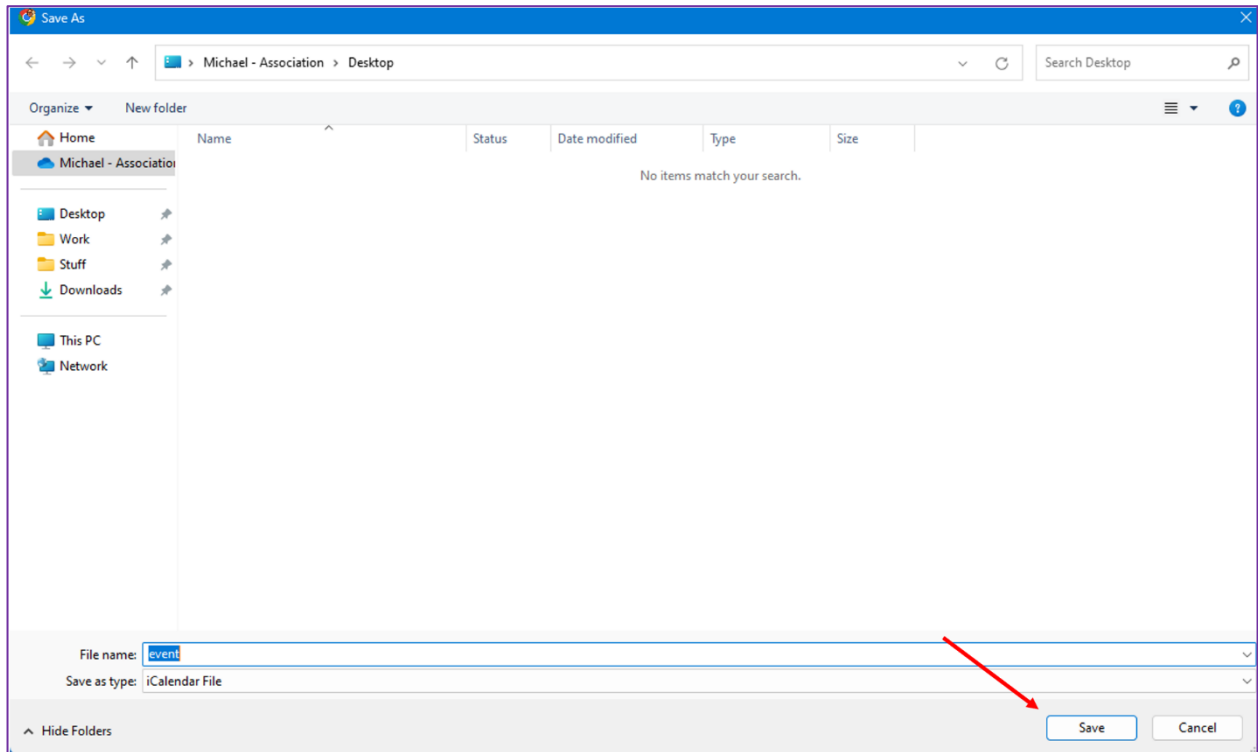 Save As
Michael - Association > Desktop
Search Desktop
Organize
New folder
Home
Name
Status
Date modified
Type
Size
Michael - Association
No items match your search.
Desktop
Work
Stuff
Downloads
This PC
Network
File name: event
Save as type: iCalendar File
Hide Folders
Save
Cancel